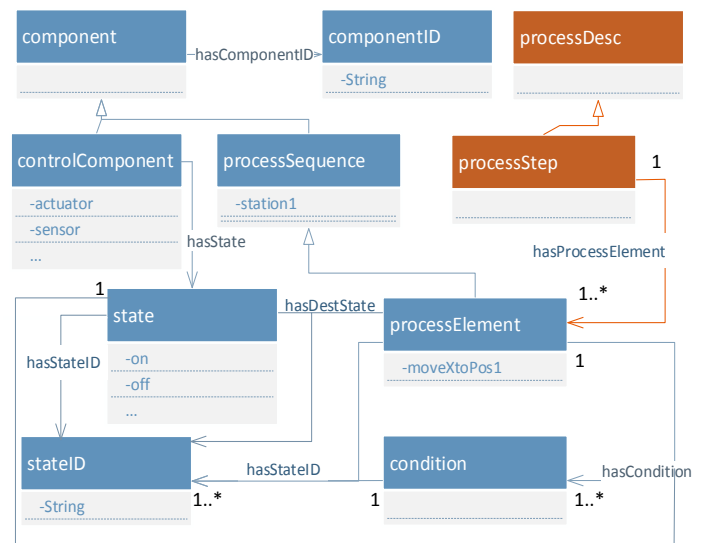 component
hasComponentID
componentID
-String
processDesc
controlComponent
-actuator
-sensor
...
processSequence
-station1
processStep
1
hasState
hasProcessElement
1
state
-on
-off
...
hasDestState
processElement
-moveXtoPos1
1..*
1
hasStateID
stateID
-String
hasStateID
1..*
condition
1
hasCondition
1..*